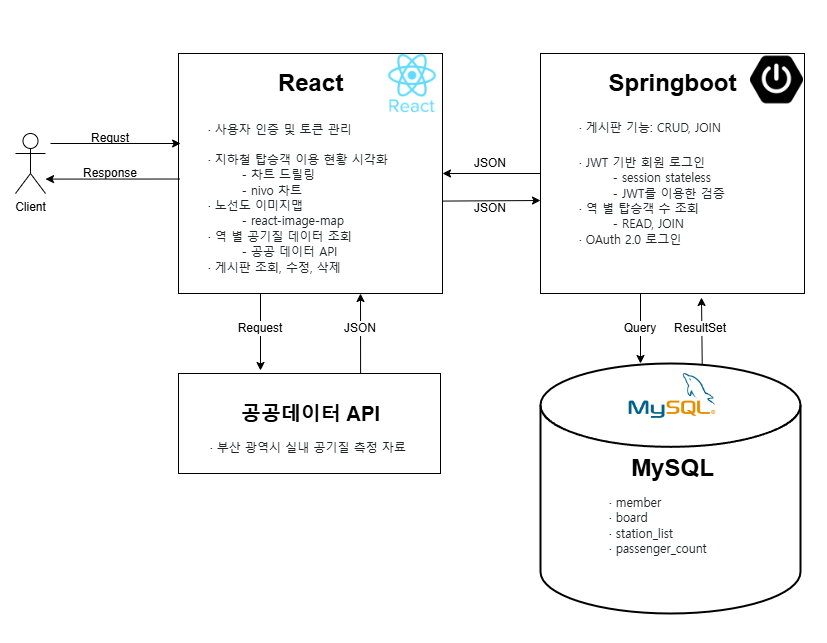 Requst
Response
Client
React
React
· 사용자 인증 및 토큰 관리
· 지하철 탑승객 이용 현황 시각화
- 차트 드릴링
- nivo 차트
· 노선도 이미지맵
- react-image-map
· 역 별 공기질 데이터 조회
- 공공 데이터 API
· 게시판 조회, 수정, 삭제
JSON
JSON
Springboot
· 게시판 기능: CRUD, JOIN
· JWT 기반 회원 로그인
- session stateless
- JWT를 이용한 검증
· 역 별 탑승객 수 조회
- READ, JOIN
· OAuth 2.0 로그인
Request
JSON
Query
ResultSet
공공데이터 API
· 부산 광역시 실내 공기질 측정 자료
MySQL
MySQL
· member
· board
· station_list
· passenger_count